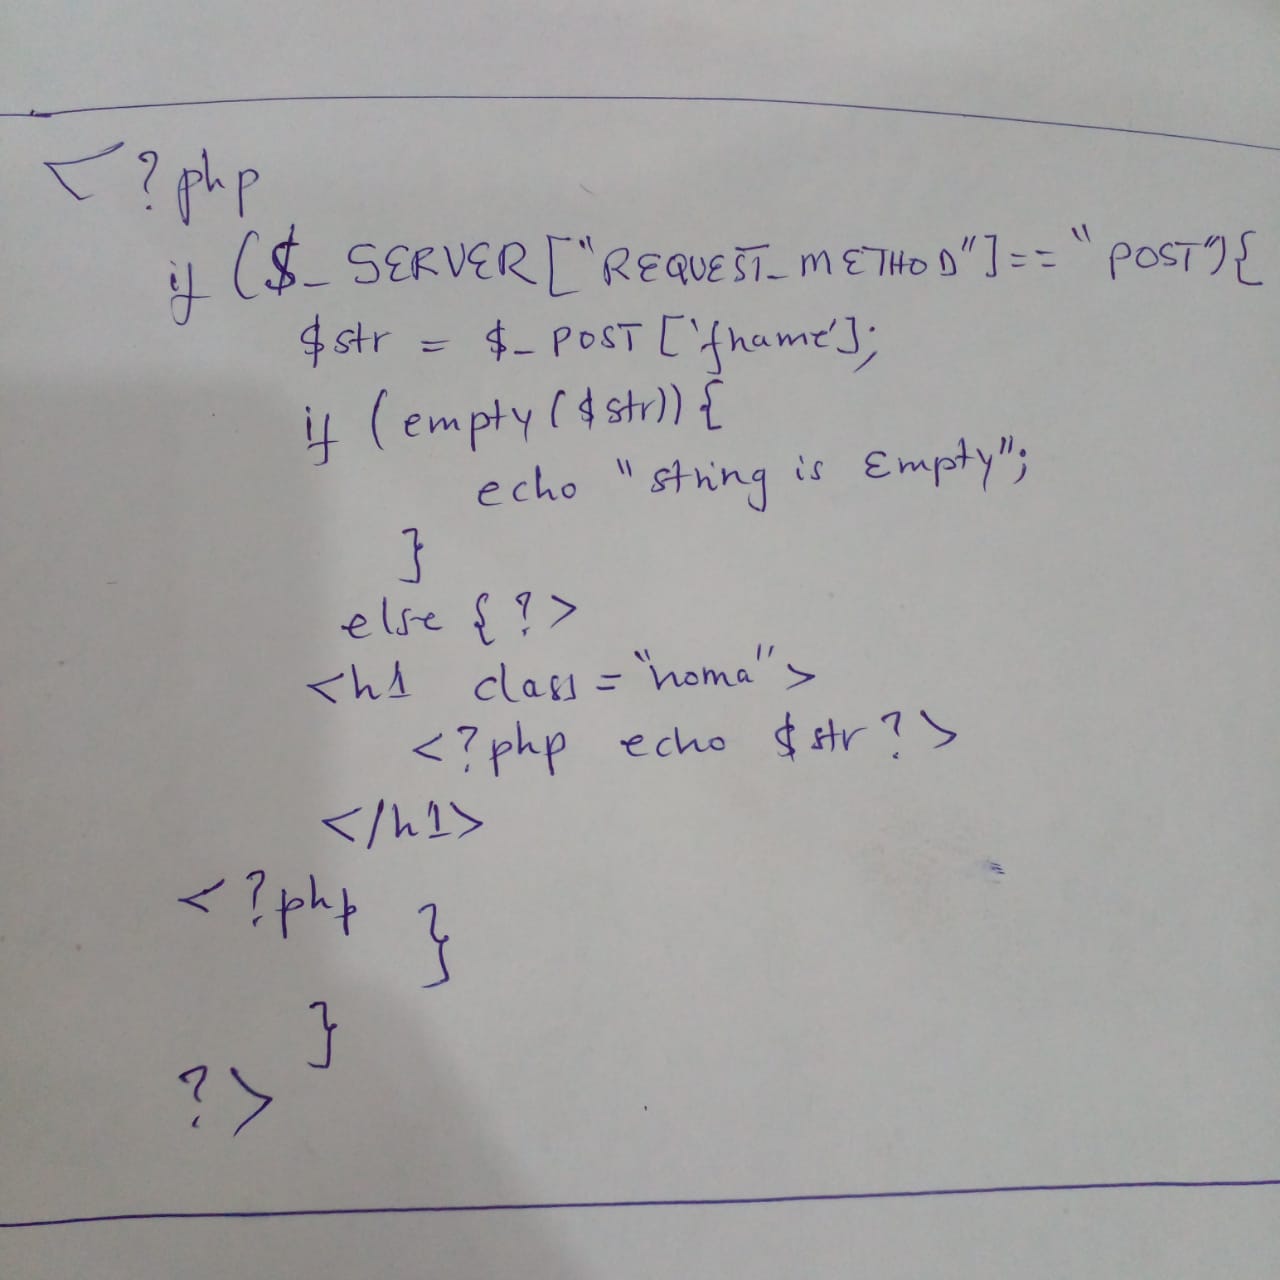 <?php
if ($_SERVER["REQUEST_METHOD"]== "POST"){
$str = $_POST ['fname'];
if (empty($str)) {
echo "string is Empty";
}
else {?>
<h1 class="noma">
<?php echo $str?>
</h1>
<?php }
}
?>